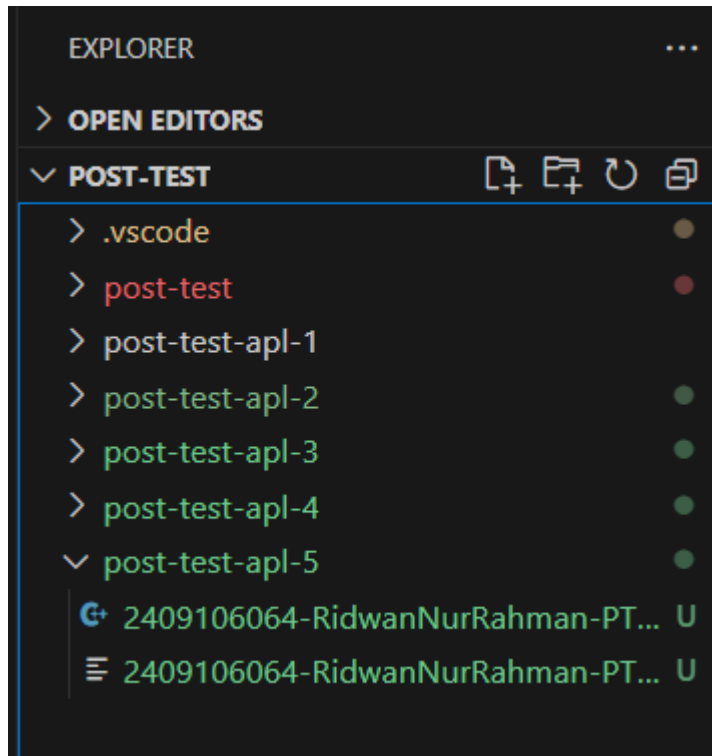 EXPLORER
OPEN EDITORS
POST-TEST
.vscode
post-test
post-test-apl-1
post-test-apl-2
post-test-apl-3
post-test-apl-4
post-test-apl-5
2409106064-RidwanNurRahman-PT... U
2409106064-RidwanNurRahman-PT... U